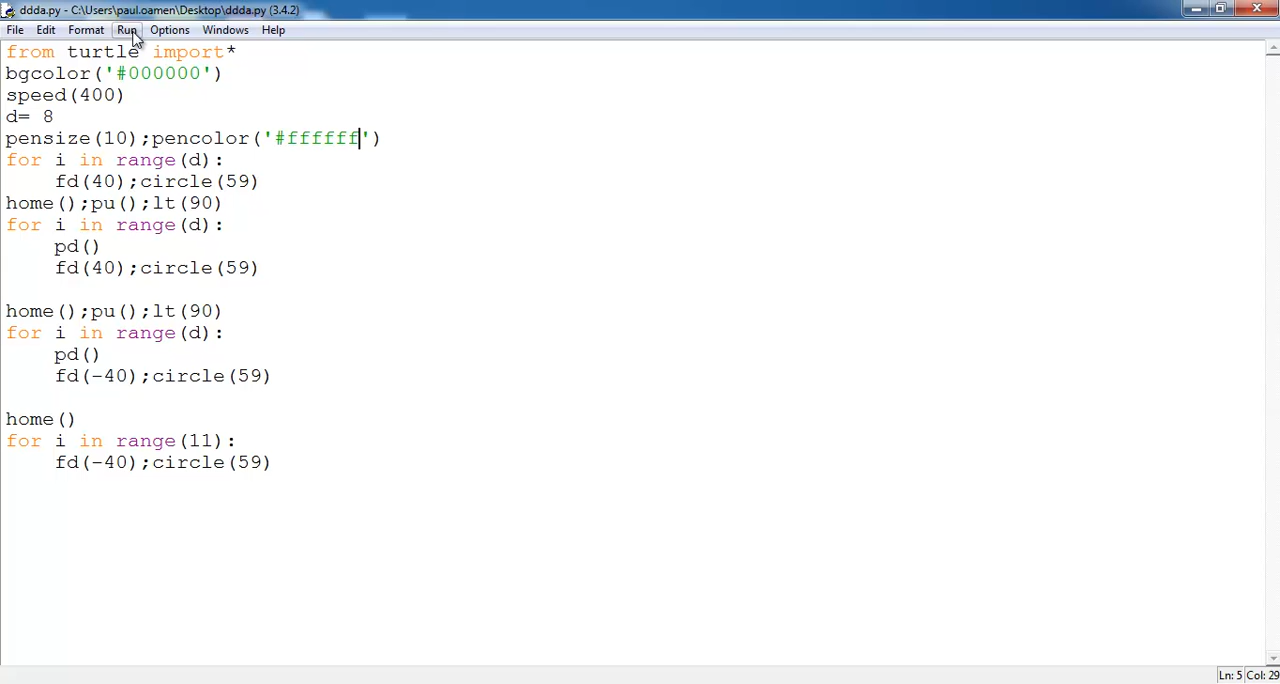 ddda.py - C:\Users\paul.oamen\Desktop\ddda.py (3.4.2)
File Edit Format Run Options Windows Help
from turtle import*
bgcolor('#000000')
speed(400)
d= 8
pensize(10);pencolor('#ffffff')
for i in range(d):
    fd(40);circle(59)
home();pu();lt(90)
for i in range(d):
    pd()
    fd(40);circle(59)
home();pu();lt(90)
for i in range(d):
    pd()
    fd(-40);circle(59)
home()
for i in range(11):
    fd(-40);circle(59)
Ln: 5 Col: 29